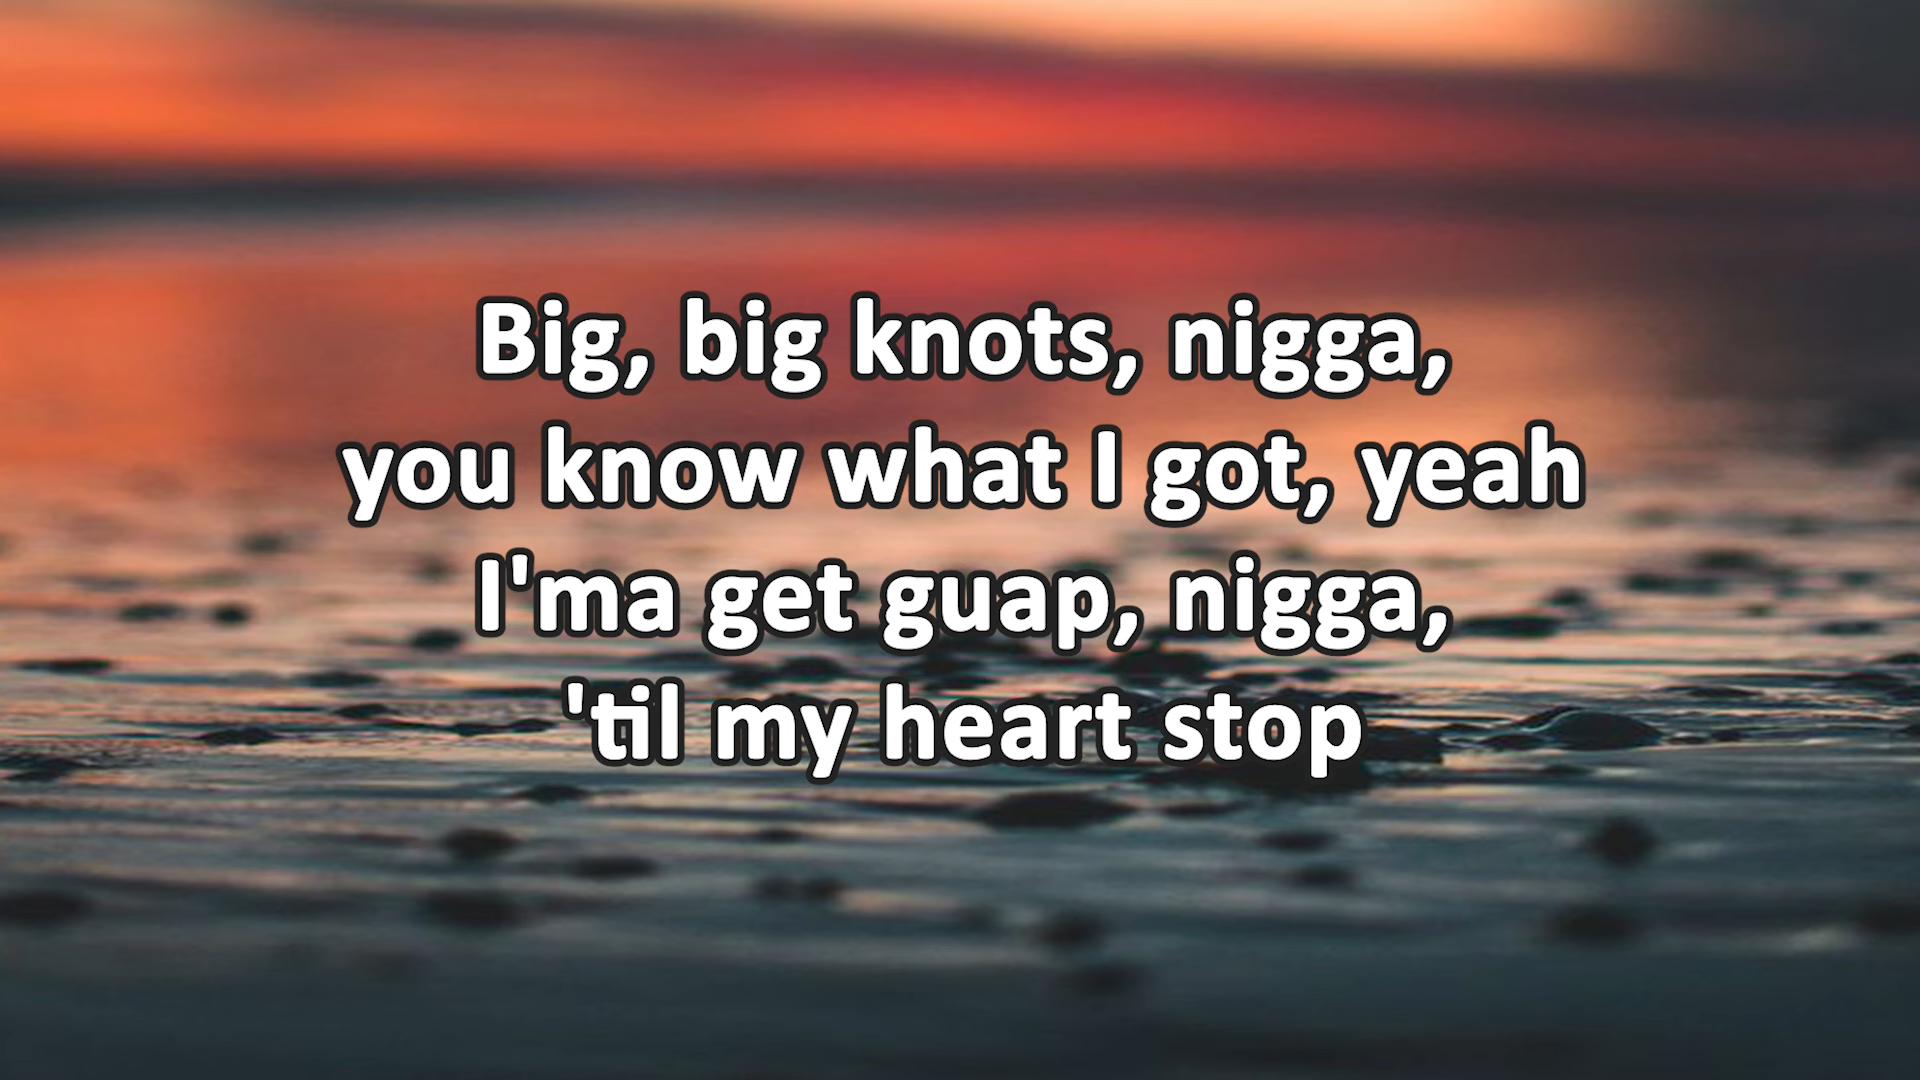 Big, big knots, nigga,
you know what I got, yeah
I'ma get guap, nigga,
'til my heart stop